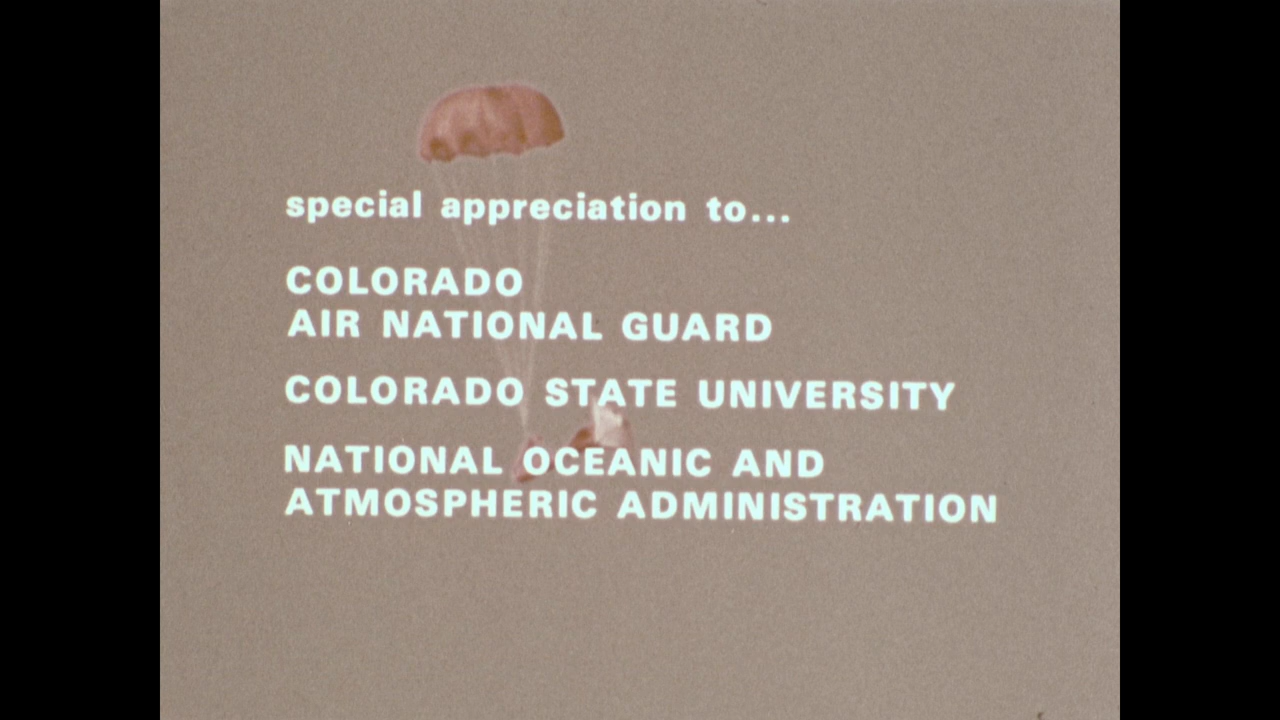 special appreciation to...
COLORADO
AIR NATIONAL GUARD
COLORADO STATE UNIVERSITY
NATIONAL OCEANIC AND
ATMOSPHERIC ADMINISTRATION